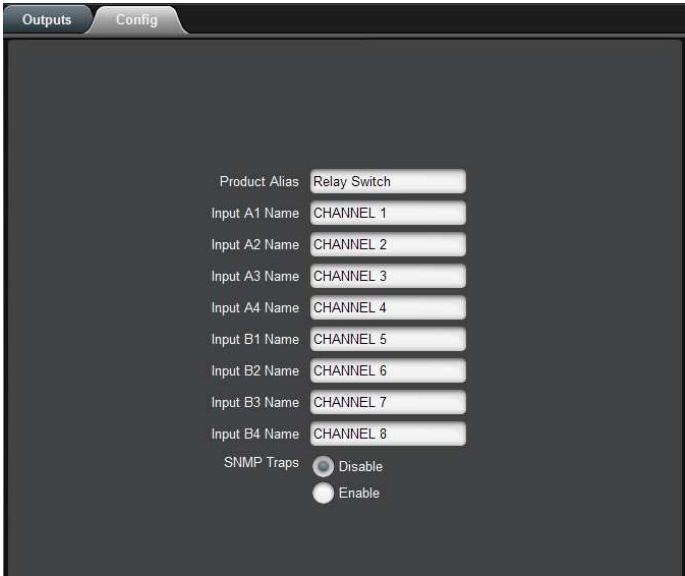 Outputs Config
Product Alias Relay Switch
Input A1 Name CHANNEL 1
Input A2 Name CHANNEL 2
Input A3 Name CHANNEL 3
Input A4 Name CHANNEL 4
Input B1 Name CHANNEL 5
Input B2 Name CHANNEL 6
Input B3 Name CHANNEL 7
Input B4 Name CHANNEL 8
SNMP Traps Disable
Enable